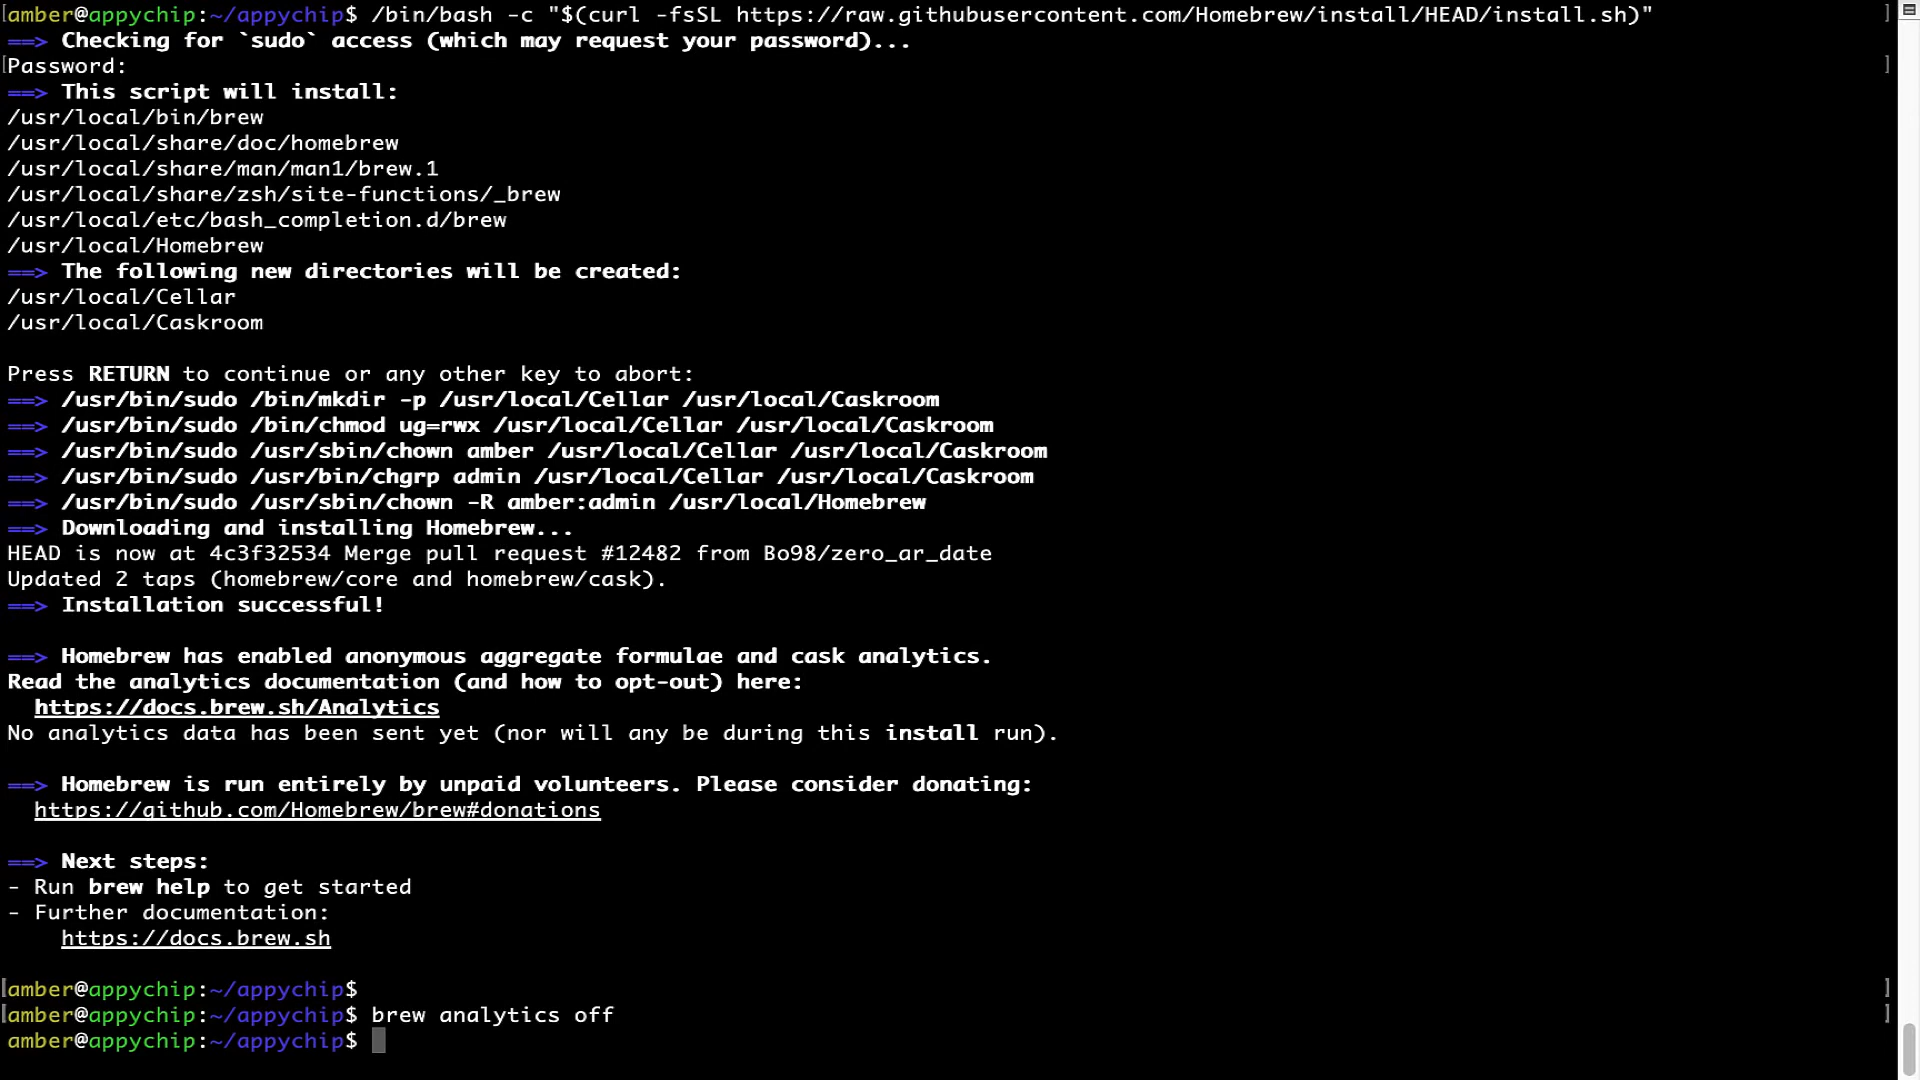 amber@appychip:~/appychip$ /bin/bash -c "$(curl -fsSL https://raw.githubusercontent.com/Homebrew/install/HEAD/install.sh)"
==> Checking for `sudo` access (which may request your password)...
Password:
==> This script will install:
/usr/local/bin/brew
/usr/local/share/doc/homebrew
/usr/local/share/man/man1/brew.1
/usr/local/share/zsh/site-functions/_brew
/usr/local/etc/bash_completion.d/brew
/usr/local/Homebrew
==> The following new directories will be created:
/usr/local/Cellar
/usr/local/Caskroom
Press RETURN to continue or any other key to abort:
==> /usr/bin/sudo /bin/mkdir -p /usr/local/Cellar /usr/local/Caskroom
==> /usr/bin/sudo /bin/chmod ug=rwx /usr/local/Cellar /usr/local/Caskroom
==> /usr/bin/sudo /usr/sbin/chown amber /usr/local/Cellar /usr/local/Caskroom
==> /usr/bin/sudo /usr/bin/chgrp admin /usr/local/Cellar /usr/local/Caskroom
==> /usr/bin/sudo /usr/sbin/chown -R amber:admin /usr/local/Homebrew
==> Downloading and installing Homebrew...
HEAD is now at 4c3f32534 Merge pull request #12482 from Bo98/zero_ar_date
Updated 2 taps (homebrew/core and homebrew/cask).
==> Installation successful!
==> Homebrew has enabled anonymous aggregate formulae and cask analytics.
Read the analytics documentation (and how to opt-out) here:
https://docs.brew.sh/Analytics
No analytics data has been sent yet (nor will any be during this install run).
==> Homebrew is run entirely by unpaid volunteers. Please consider donating:
https://github.com/Homebrew/brew#donations
==> Next steps:
- Run brew help to get started
- Further documentation:
https://docs.brew.sh
amber@appychip:~/appychip$
amber@appychip:~/appychip$ brew analytics off
amber@appychip:~/appychip$